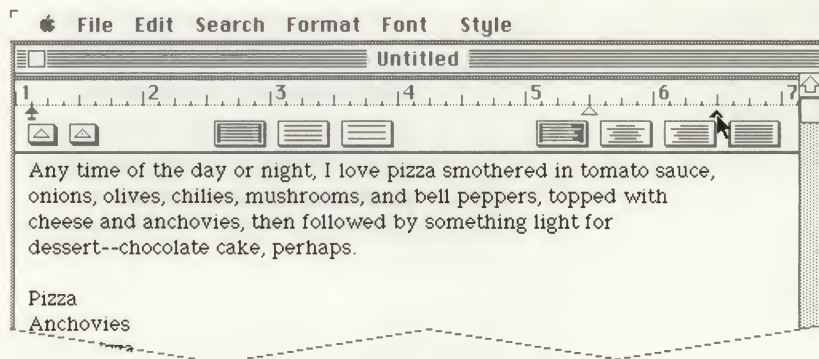 File Edit Search Format Font Style
Untitled
1 2 3 4 5 6 7
Any time of the day or night, I love pizza smothered in tomato sauce,
onions, olives, chilies, mushrooms, and bell peppers, topped with
cheese and anchovies, then followed by something light for
dessert--chocolate cake, perhaps.
Pizza
Anchovies